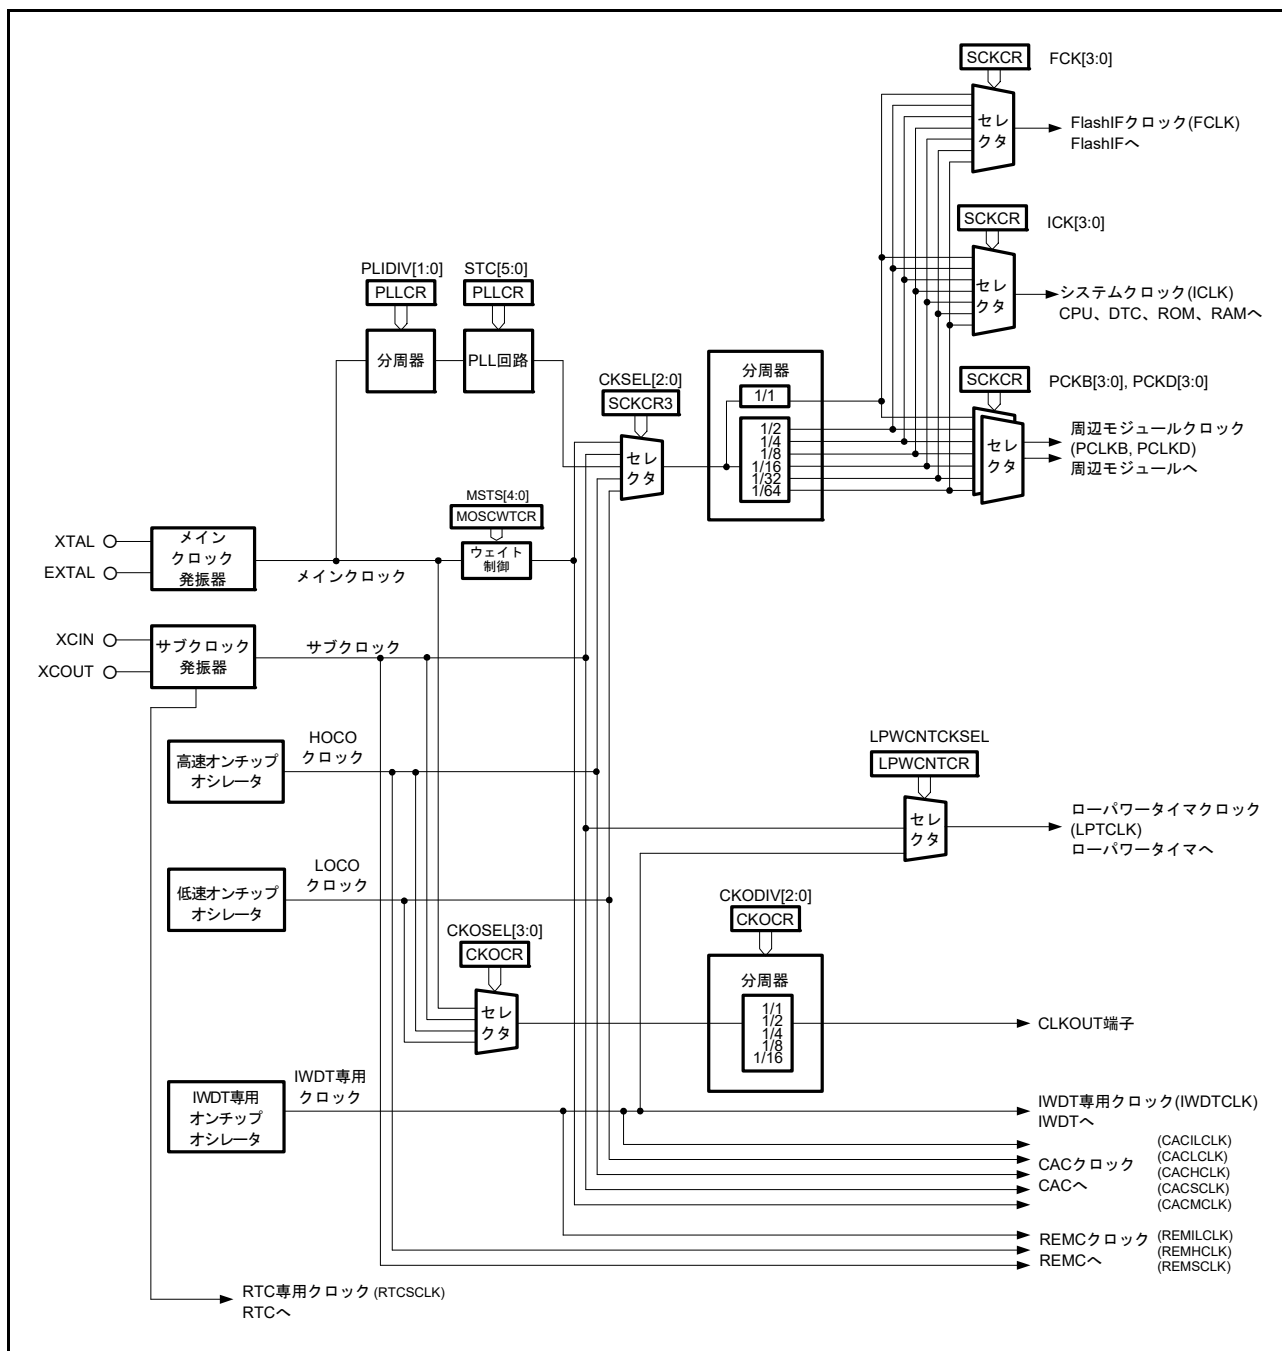 SCKCR FCK[3:0]
セレ
クタ
FlashIFクロック(FCLK)
FlashIFへ
SCKCR ICK[3:0]
セレ
クタ
システムクロック(ICLK)
CPU、DTC、ROM、RAMへ
PLIDIV[1:0] STC[5:0]
PLLCR PLLCR
分周器 PLL回路
CKSEL[2:0]
SCKCR3
セレ
クタ
分周器
1/1
1/2
1/4
1/8
1/16
1/32
1/64
SCKCR PCKB[3:0], PCKD[3:0]
セレ
クタ
周辺モジュールクロック
(PCLKB, PCLKD)
周辺モジュールへ
MSTS[4:0]
MOSCWTCR
ウェイト
制御
XTAL
EXTAL
メイン
クロック
発振器
メインクロック
XCIN
XCOUT
サブクロック
発振器
サブクロック
高速オンチップ
オシレータ
HOCO
クロック
LPWCNTCKSEL
LPWCNTCR
セレ
クタ
ローパワータイマクロック
(LPTCLK)
ローパワータイマへ
低速オンチップ
オシレータ
LOCO
クロック
CKOSEL[3:0]
CKOCR
セレ
クタ
CKODIV[2:0]
CKOCR
分周器
1/1
1/2
1/4
1/8
1/16
CLKOUT端子
IWDT専用
オンチップ
オシレータ
IWDT専用
クロック
IWDT専用クロック(IWDTCLK)
IWDTへ
CACクロック
CACへ
(CACILCLK)
(CACLCLK)
(CACHCLK)
(CACSCLK)
(CACMCLK)
REMCクロック
REMCへ
(REMILCLK)
(REMHCLK)
(REMSCLK)
RTC専用クロック(RTCSCLK)
RTCへ